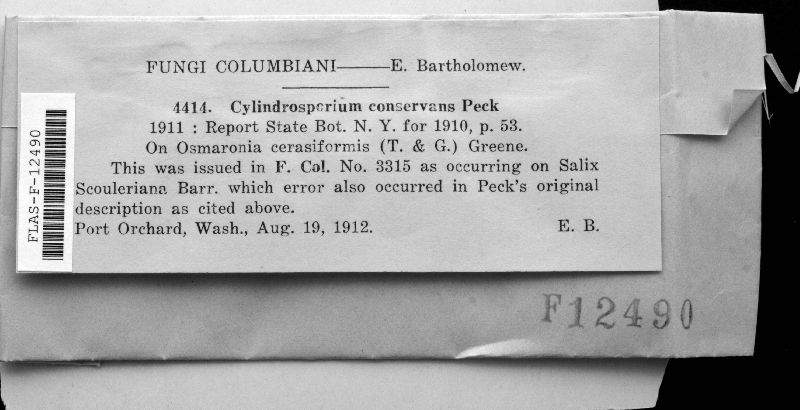 FUNGI COLUMBIANI——E. Bartholomew.
4414. Cylindrosporium conservans Peck
1911 : Report State Bot. N. Y. for 1910, p. 53.
On Osmaronia cerasiformis (T. & G.) Greene.
This was issued in F. Col. No. 3315 as occurring on Salix
Scouleriana Barr. which error also occurred in Peck's original
description as cited above.
Port Orchard, Wash., Aug. 19, 1912. E. B.
FLAS-F-12490
F12490